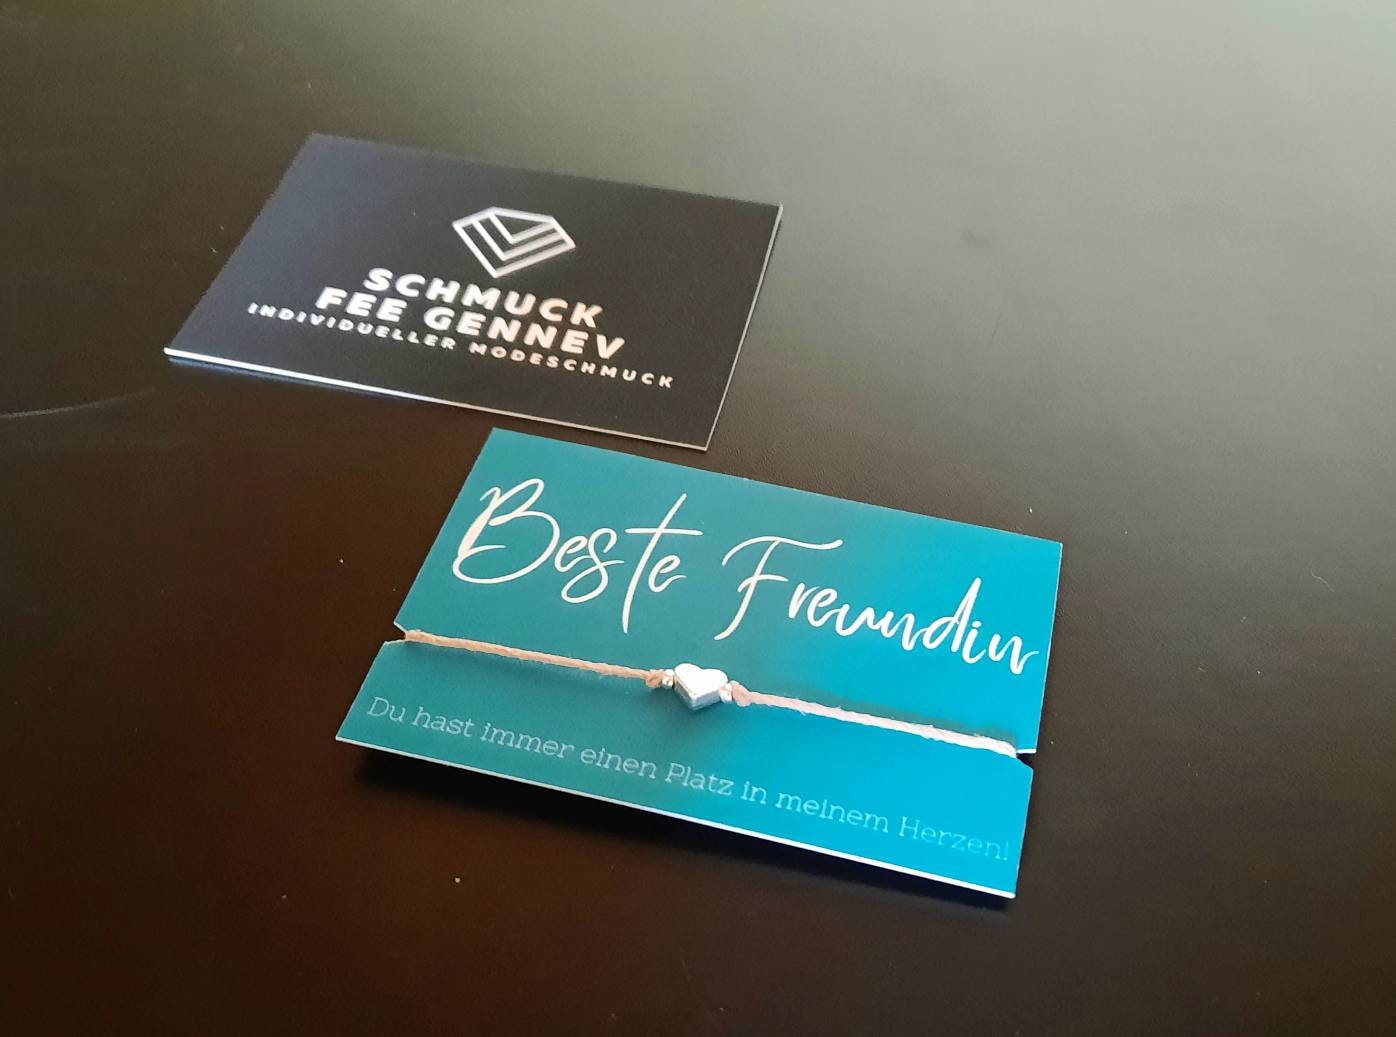 SCHMUCK
FEE GENNEV
INDIVIDUELLER MODESCHMUCK
Beste Freundin
Du hast immer einen Platz in meinem Herzen!